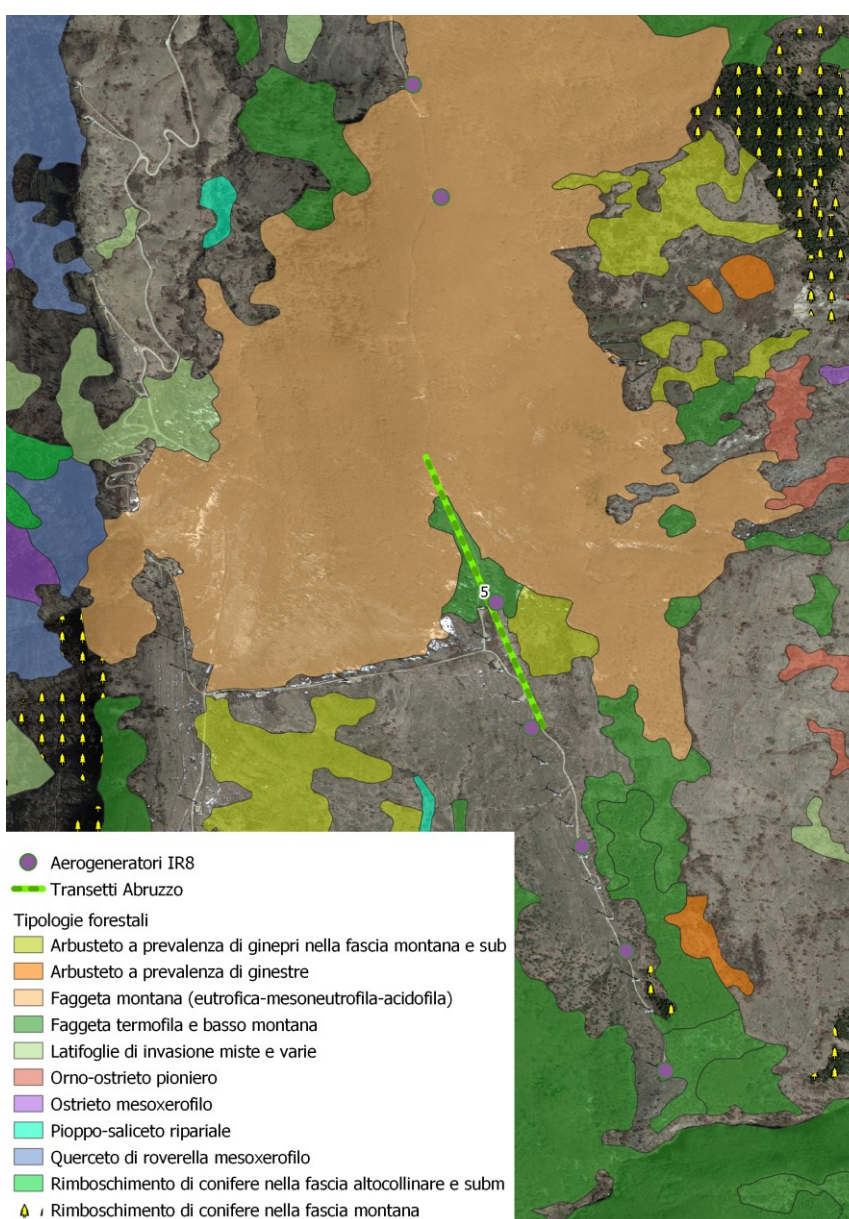 5
Aerogeneratori IR8
Transetti Abruzzo
Tipologie forestali
Arbusteto a prevalenza di ginepri nella fascia montana e sub
Arbusteto a prevalenza di ginestre
Faggeta montana (eutrofica-mesoneutrofila-acidofila)
Faggeta termofila e basso montana
Latifoglie di invasione miste e varie
Orno-ostrieto pioniero
Ostrieto mesoxerofilo
Pioppo-saliceto ripariale
Querceto di roverella mesoxerofilo
Rimboschimento di conifere nella fascia altocollinare e subm
Rimboschimento di conifere nella fascia montana